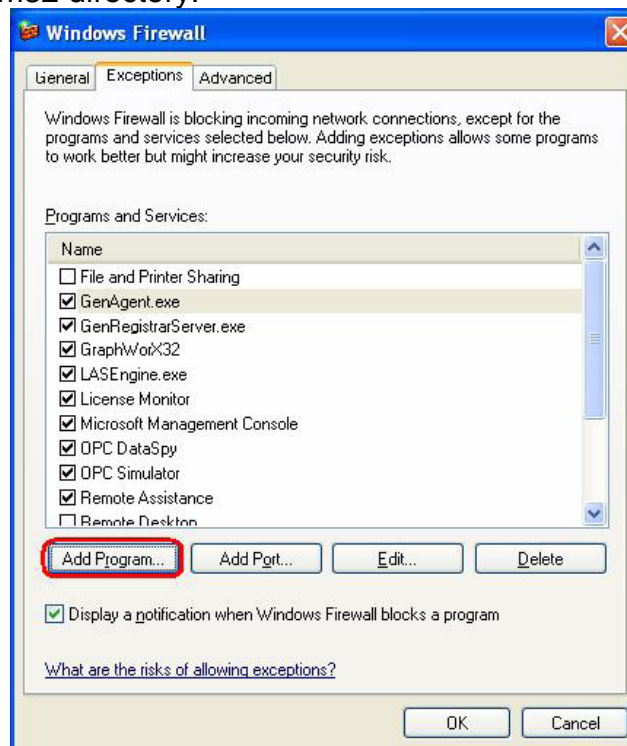 Windows Firewall
General Exceptions Advanced
Windows Firewall is blocking incoming network connections, except for the
programs and services selected below. Adding exceptions allows some programs
to work better but might increase your security risk.
Programs and Services:
Name
File and Printer Sharing
GenAgent.exe
GenRegistrarServer.exe
GraphWorX32
LASEngine.exe
License Monitor
Microsoft Management Console
OPC DataSpy
OPC Simulator
Remote Assistance
Remote Desktop
Add Program... Add Port... Edit... Delete
Display a notification when Windows Firewall blocks a program
What are the risks of allowing exceptions?
OK Cancel